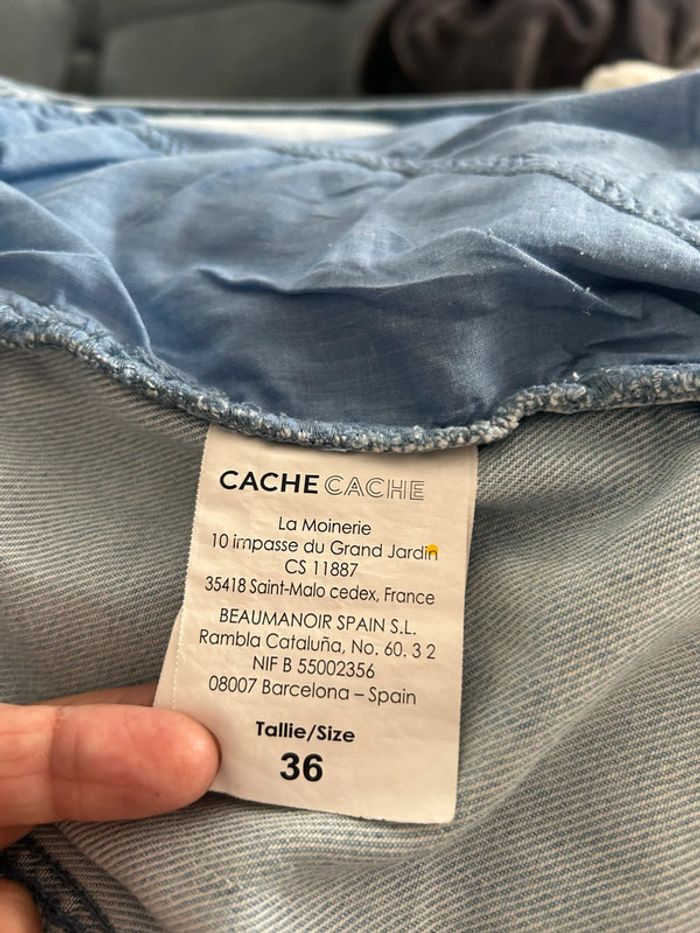 CACHE CACHE
La Moinerie
10 impasse du Grand Jardin
CS 11887
35418 Saint-Malo cedex, France
BEAUMANOIR SPAIN S.L.
Rambla Cataluña, No. 60. 3 2
NIF B 55002356
08007 Barcelona – Spain
Tallie/Size
36